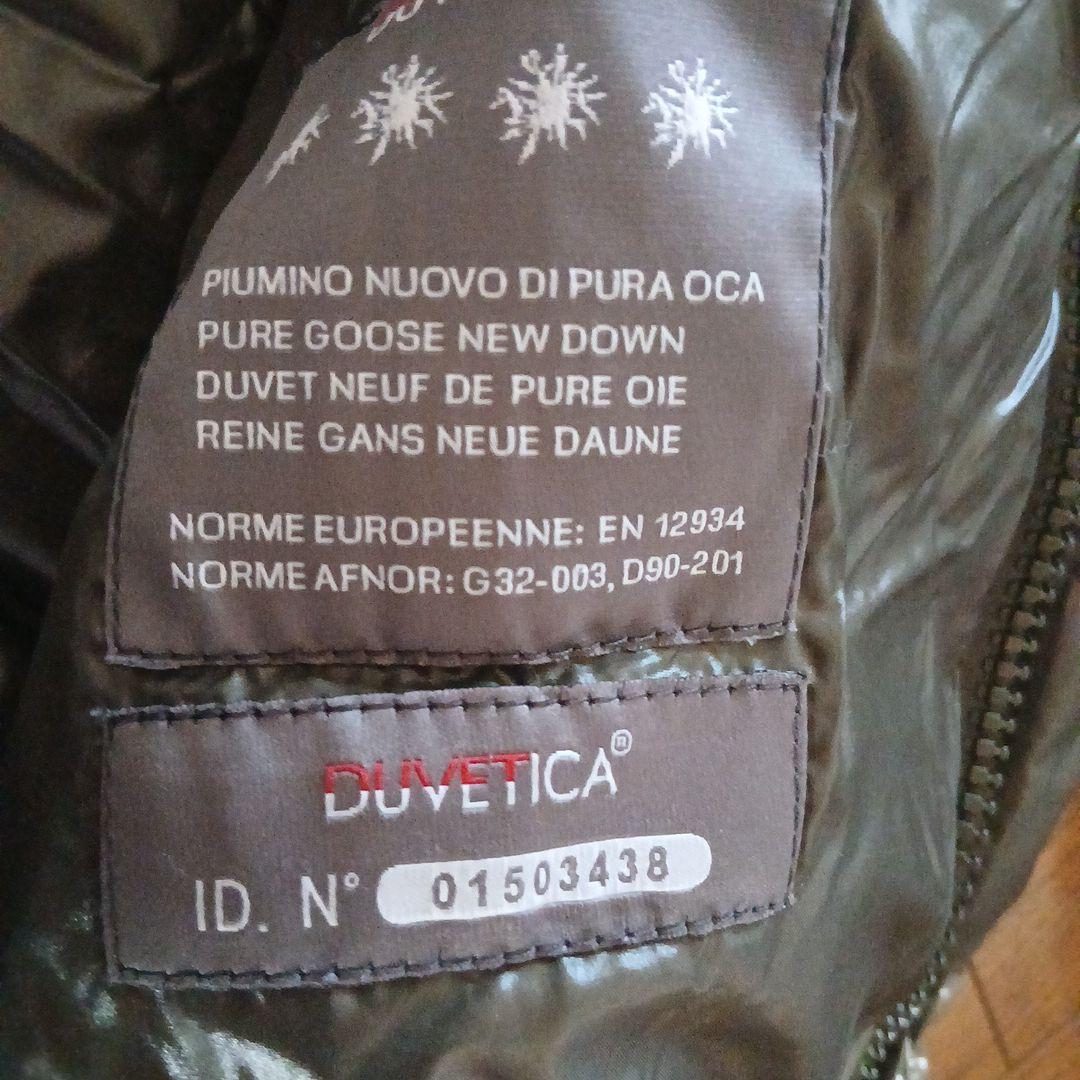 PIUMINO NUOVO DI PURA OCA
PURE GOOSE NEW DOWN
DUVET NEUF DE PURE OIE
REINE GANS NEUE DAUNE
NORME EUROPEENNE: EN 12934
NORME AFNOR: G32-003, D90-201
DUVETICA®
ID. N° 01503438